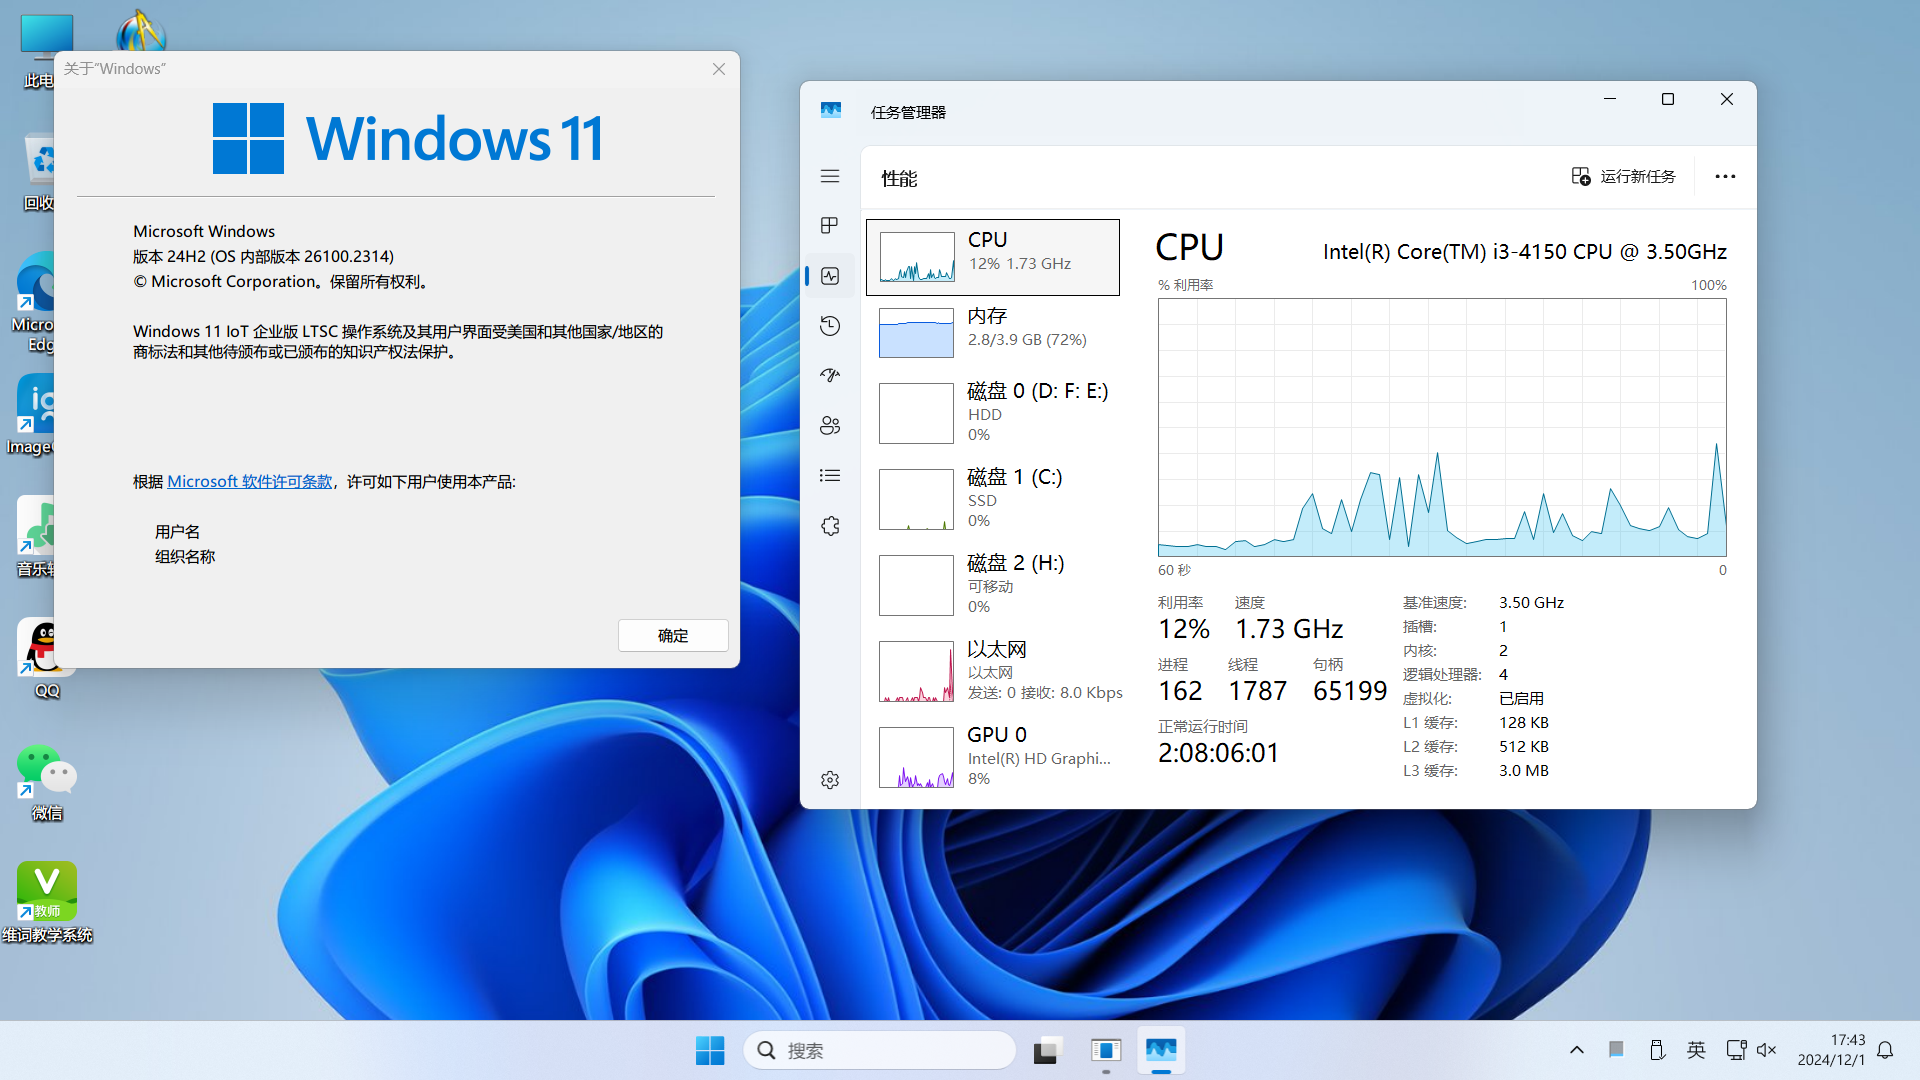 此电
回收
Micro
Edg
ig
Image
音乐软
QQ
微信
V
教师
维词教学系统
关于"Windows"
Windows 11
Microsoft Windows
版本 24H2 (OS 内部版本 26100.2314)
© Microsoft Corporation。保留所有权利。
Windows 11 IoT 企业版 LTSC 操作系统及其用户界面受美国和其他国家/地区的
商标法和其他待颁布或已颁布的知识产权法保护。
根据 Microsoft 软件许可条款，许可如下用户使用本产品:
用户名
组织名称
确定
任务管理器
性能
运行新任务
CPU
12% 1.73 GHz
内存
2.8/3.9 GB (72%)
磁盘 0 (D: F: E:)
HDD
0%
磁盘 1 (C:)
SSD
0%
磁盘 2 (H:)
可移动
0%
以太网
以太网
发送: 0 接收: 8.0 Kbps
GPU 0
Intel(R) HD Graphi...
8%
CPU
Intel(R) Core(TM) i3-4150 CPU @ 3.50GHz
% 利用率
100%
60 秒
0
利用率 速度
12% 1.73 GHz
进程 线程 句柄
162 1787 65199
正常运行时间
2:08:06:01
基准速度: 3.50 GHz
插槽: 1
内核: 2
逻辑处理器: 4
虚拟化: 已启用
L1 缓存: 128 KB
L2 缓存: 512 KB
L3 缓存: 3.0 MB
搜索
英
17:43
2024/12/1